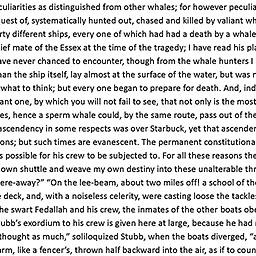 culiarities as distinguished from other whales; for however peculia
uest of, systematically hunted out, chased and killed by valiant wh
rty different ships, every one of which had had a death by a whale
ief mate of the Essex at the time of the tragedy; I have read his pla
ave never chanced to encounter, though from the whale hunters I
han the ship itself, lay almost at the surface of the water, but was n
what to think; but every one began to prepare for death. And, ind
ant one, by which you will not fail to see, that not only is the most
es, hence a sperm whale could, by the same route, pass out of the
ascendency in some respects was over Starbuck, yet that ascender
ons; but such times are evanescent. The permanent constitutiona
s possible for his crew to be subjected to. For all these reasons the
own shuttle and weave my own destiny into these unalterable thr
ere-away?” “On the lee-beam, about two miles off! a school of the
e deck, and, with a noiseless celerity, were casting loose the tackles
he swart Fedallah and his crew, the inmates of the other boats obe
ubb’s exordium to his crew is given here at large, because he had r
thought as much,” soliloquized Stubb, when the boats diverged, “a
arm, like a fencer’s, thrown half backward into the air, as if to coun